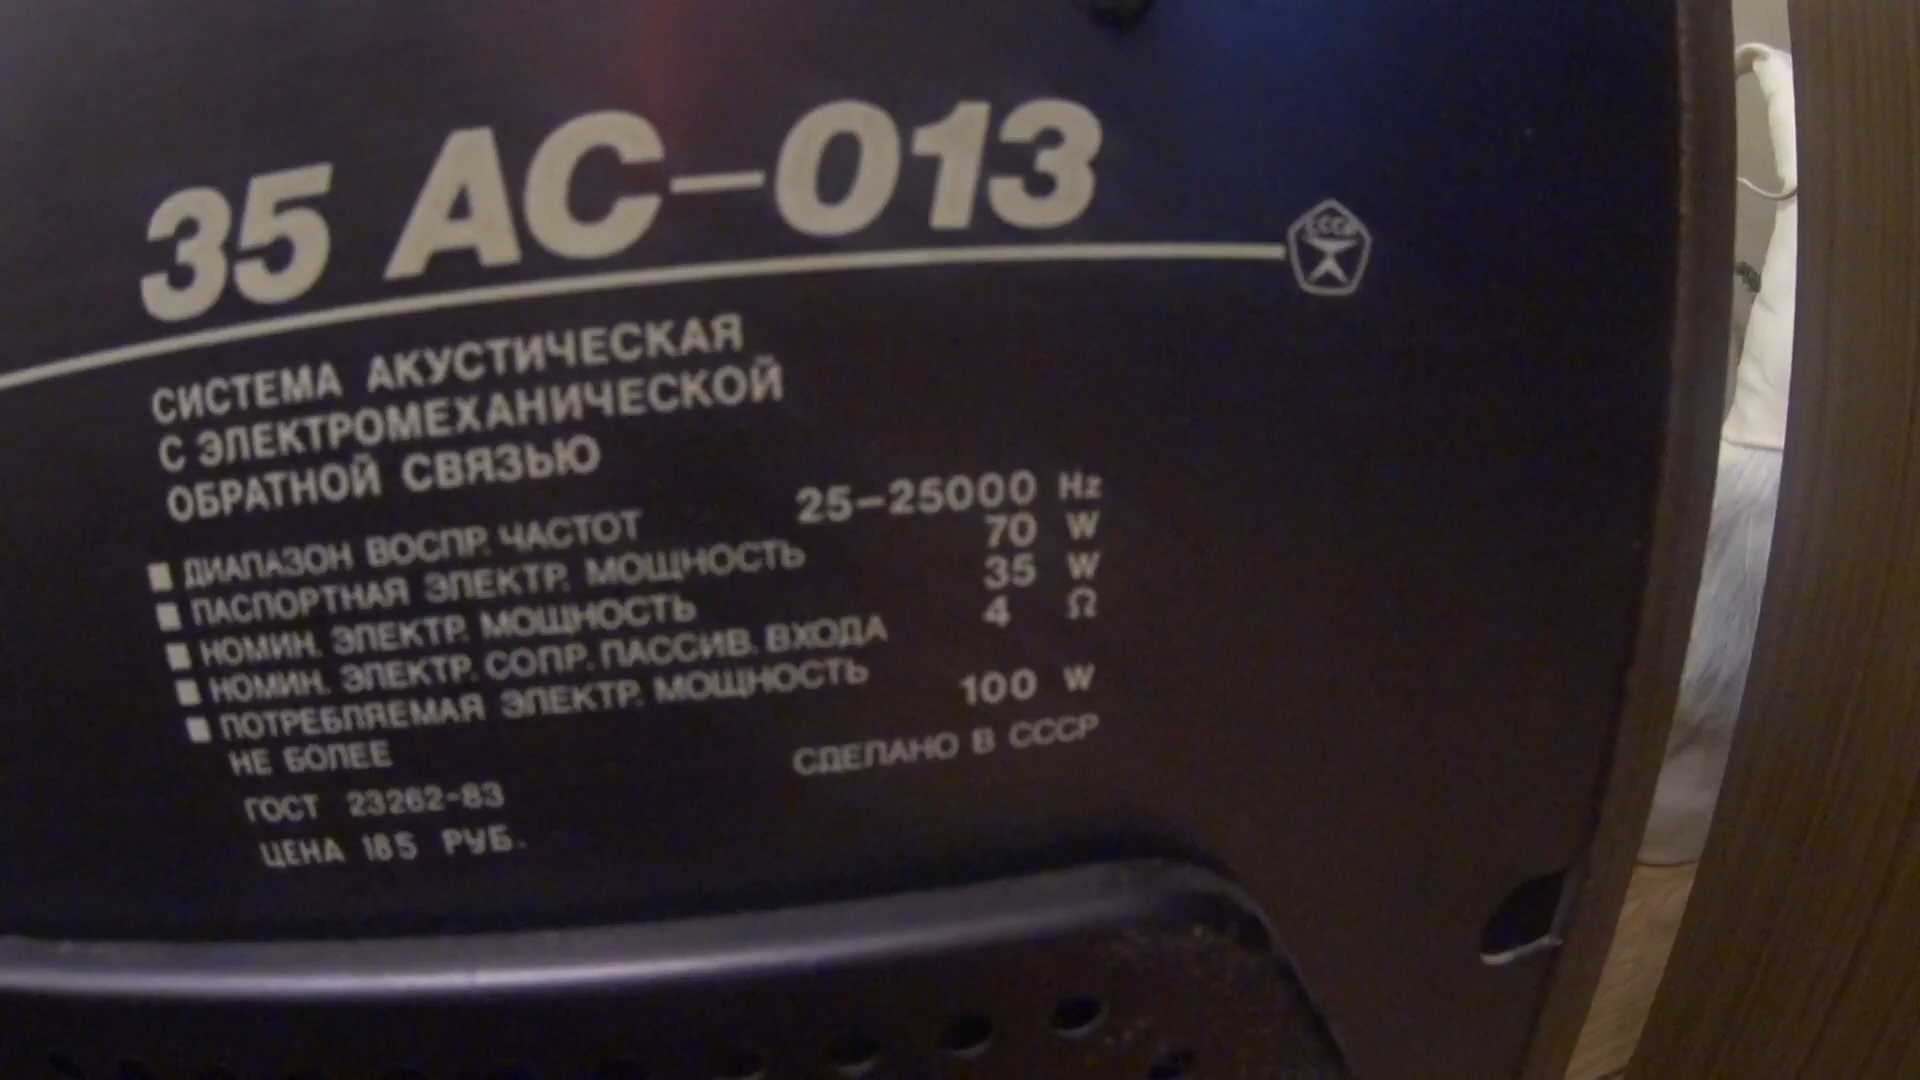 35 АС-013
СССР
СИСТЕМА АКУСТИЧЕСКАЯ
С ЭЛЕКТРОМЕХАНИЧЕСКОЙ
ОБРАТНОЙ СВЯЗЬЮ
■ ДИАПАЗОН ВОСПР. ЧАСТОТ 25-25000 Hz
■ ПАСПОРТНАЯ ЭЛЕКТР. МОЩНОСТЬ 70 W
■ НОМИН. ЭЛЕКТР. МОЩНОСТЬ 35 W
■ НОМИН. ЭЛЕКТР. СОПР. ПАССИВ. ВХОДА 4 Ω
■ ПОТРЕБЛЯЕМАЯ ЭЛЕКТР. МОЩНОСТЬ 100 W
НЕ БОЛЕЕ
СДЕЛАНО В СССР
ГОСТ 23262-83
ЦЕНА 185 РУБ.